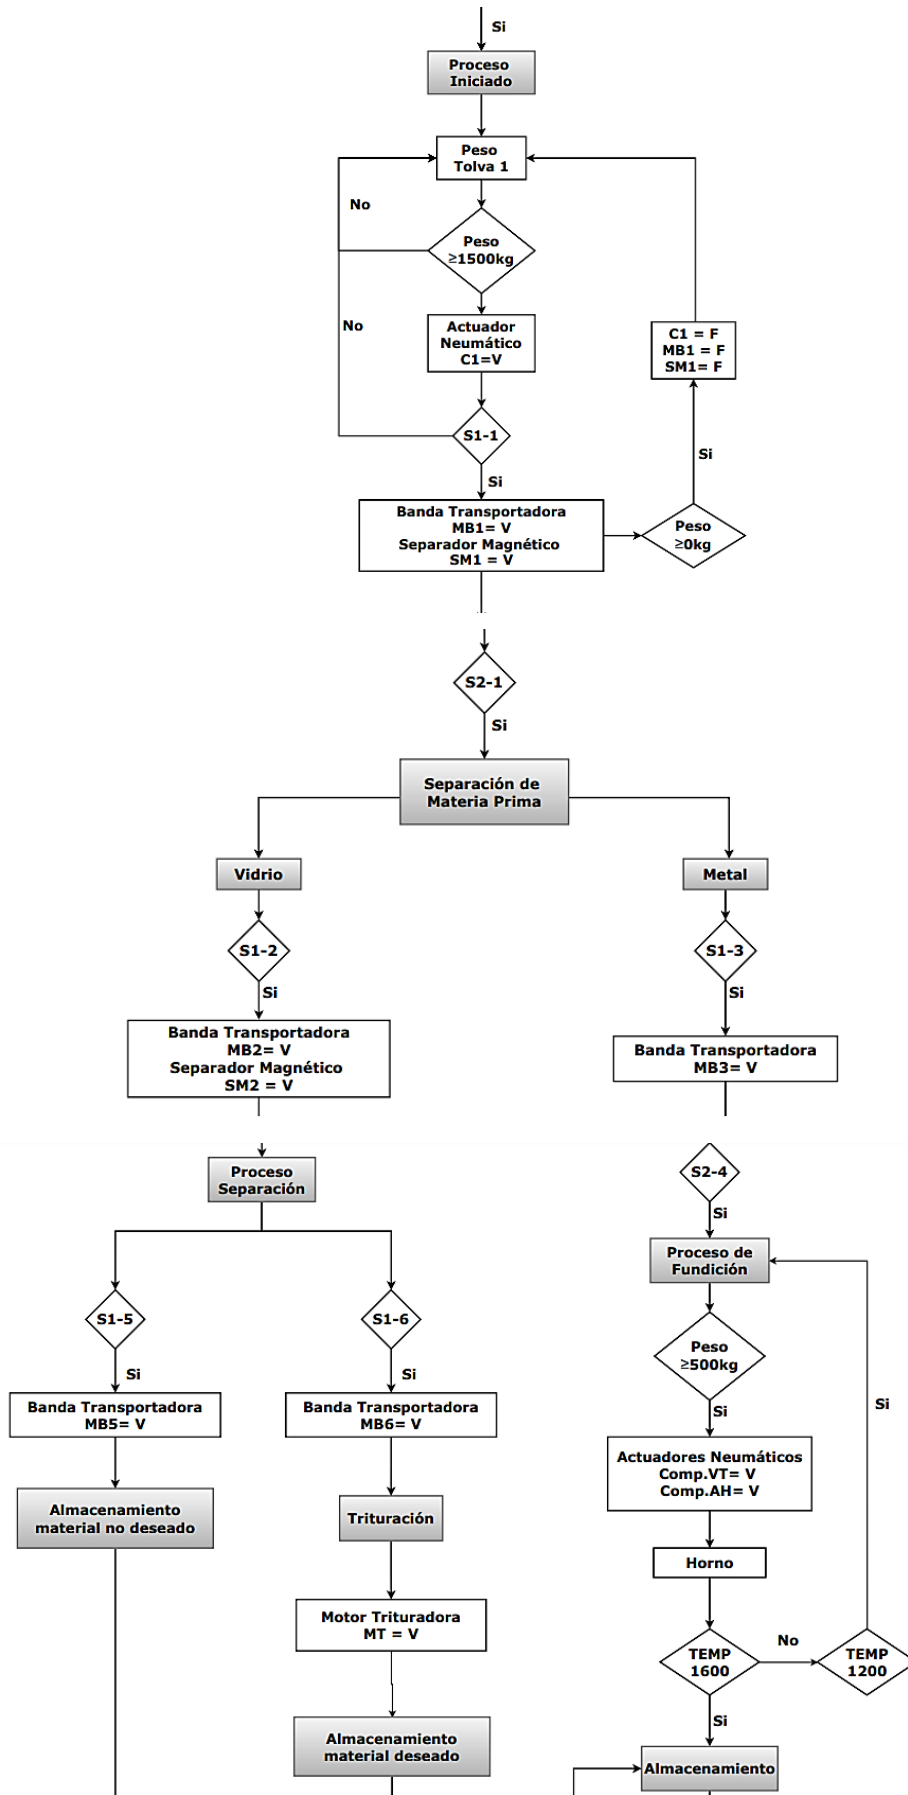 Si
Proceso
Iniciado
Peso
Tolva 1
No
Peso
≥1500kg
No
Actuador
Neumático
C1=V
C1 = F
MB1 = F
SM1= F
S1-1
Si
Si
Banda Transportadora
MB1= V
Separador Magnético
SM1 = V
Peso
≥0kg
S2-1
Si
Separación de
Materia Prima
Vidrio
Metal
S1-2
S1-3
Si
Si
Banda Transportadora
MB2= V
Separador Magnético
SM2 = V
Banda Transportadora
MB3= V
Proceso
Separación
S2-4
Si
Proceso de
Fundición
S1-5
S1-6
Peso
≥500kg
Si
Si
Si
Si
Banda Transportadora
MB5= V
Banda Transportadora
MB6= V
Actuadores Neumáticos
Comp.VT= V
Comp.AH= V
Almacenamiento
material no deseado
Trituración
Horno
Motor Trituradora
MT = V
TEMP
1600
No
TEMP
1200
Si
Almacenamiento
material deseado
Almacenamiento